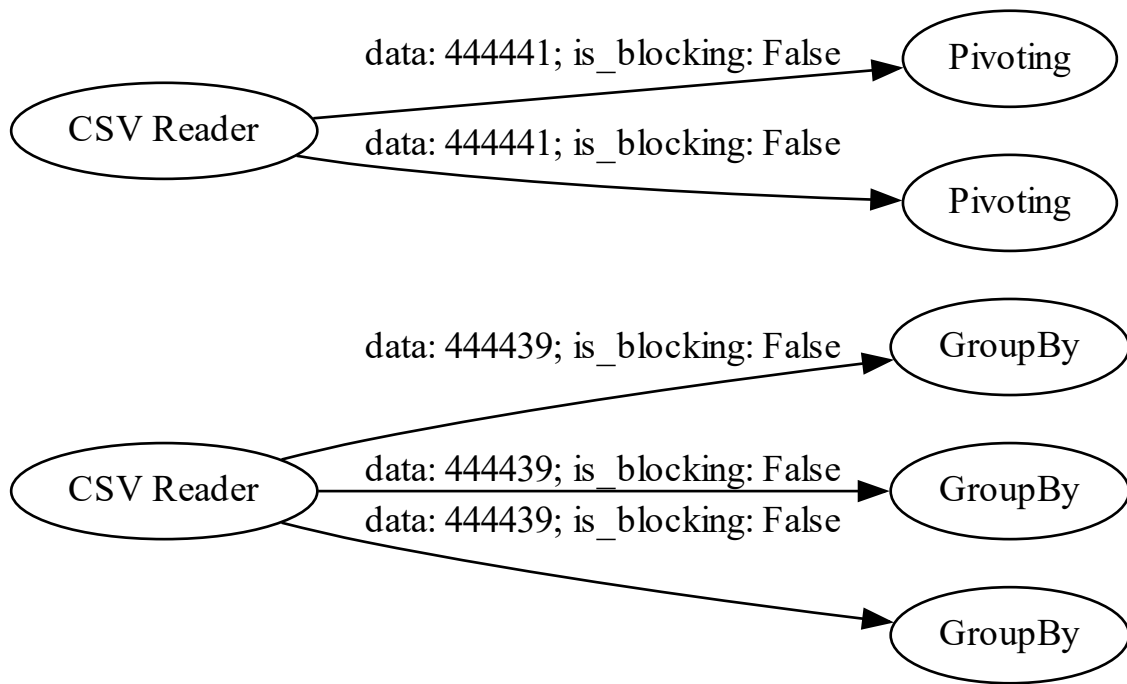 data: 444441; is_blocking: False
Pivoting
CSV Reader
data: 444441; is_blocking: False
Pivoting
data: 444439; is_blocking: False
GroupBy
CSV Reader
data: 444439; is_blocking: False
GroupBy
data: 444439; is_blocking: False
GroupBy